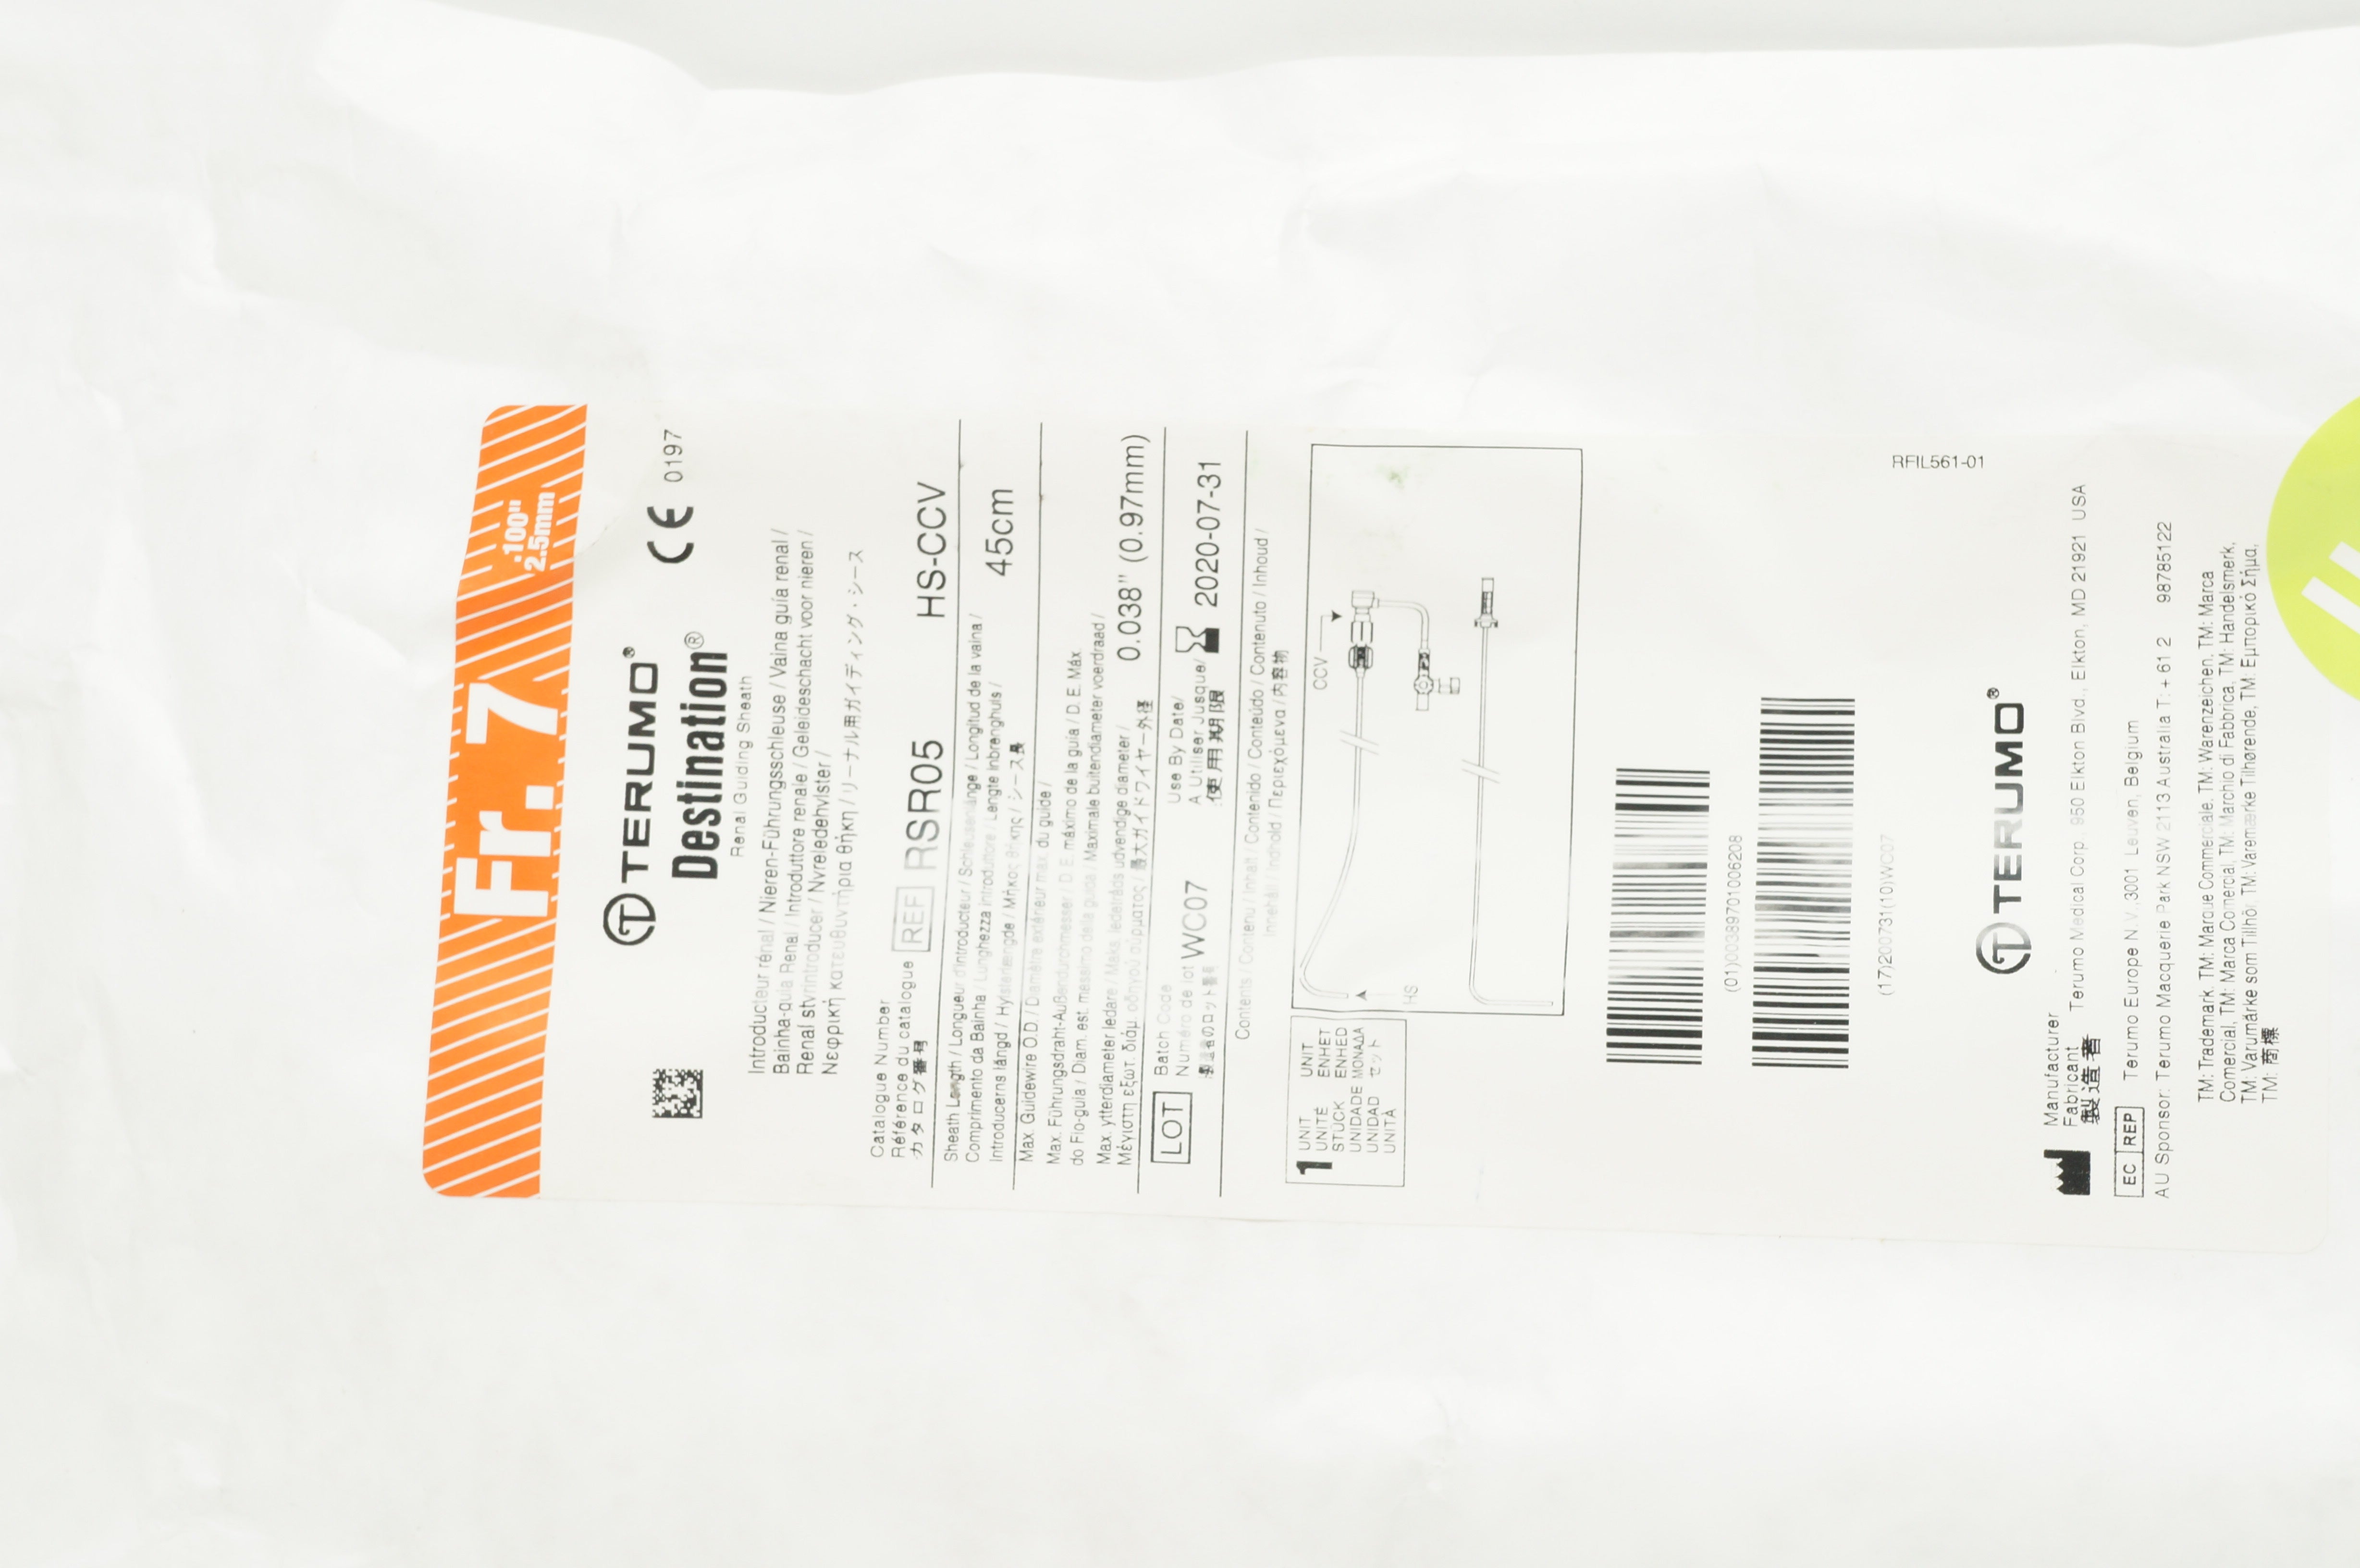 Fr. 7
.100"
2.5mm
TERUMO®
CE 0197
Destination®
Renal Guiding Sheath
Introducteur rénal / Nieren-Führungsschleuse / Vaina guía renal /
Bainha-guia Renal / Introduttore renale / Geleideschacht voor nieren /
Renal styrintroducer / Nyreledehylster /
Νεφρική κατευθυντήρια θήκη / リーナル用ガイディング・シース
Catalogue Number
Référence du catalogue
カタログ番号
REF RSR05 HS-CCV
Sheath Length / Longueur d'introducteur / Schleusenlänge / Longitud de la vaina /
Comprimento da Bainha / Lunghezza introduttore / Lengte inbrenghuls /
Introducerns längd / Hylsterlængde / Μήκος θήκης / シース長
45cm
Max. Guidewire O.D / Diamètre extérieur max. du guide /
Max. Führungsdraht-Außendurchmesser / D. E. máximo de la guia / D. E. Máx.
do Fio-guia / Diam. est. massimo della guida / Maximale buitendiameter voerdraad /
Max. ytterdiameter ledare / Maks. ledetråds udvendige diameter /
Μέγιστη εξωτ. διάμ. οδηγού σύρματος / 最大ガイドワイヤー外径
0.038" (0.97mm)
LOT
Batch Code
Numéro de lot
製造者のロット番号
WC07
Use By Date/
A Utiliser Jusque/
使用期限
2020-07-31
Contents / Contenu / Inhalt / Contenido / Conteúdo / Contenuto / Inhoud /
Innehåll / Indhold / Περιεχόμενα / 内容物
1 UNIT UNIT
UNITÉ ENHET
STÜCK ENHED
UNIDADE ΜΟΝΑΔΑ
UNIDAD セット
UNITÀ
CCV
HS
(01)00389701006208
(17)200731(10)WC07
RFIL561-01
TERUMO®
Manufacturer
Fabricant
製造者
Terumo Medical Corp., 950 Elkton Blvd., Elkton, MD 21921 USA
EC REP Terumo Europe N.V.,3001 Leuven, Belgium
AU Sponsor: Terumo Macquerie Park NSW 2113 Australia T: + 61 2 98785122
TM: Trademark, TM: Marque Commerciale, TM: Warenzeichen, TM: Marca
Comercial, TM: Marca Comercial, TM: Marchio di Fabbrica, TM: Handelsmerk,
TM: Varumärke som Tillhör, TM: Varemærke Tilhørende, TM: Εμπορικό Σήμα,
TM: 商標